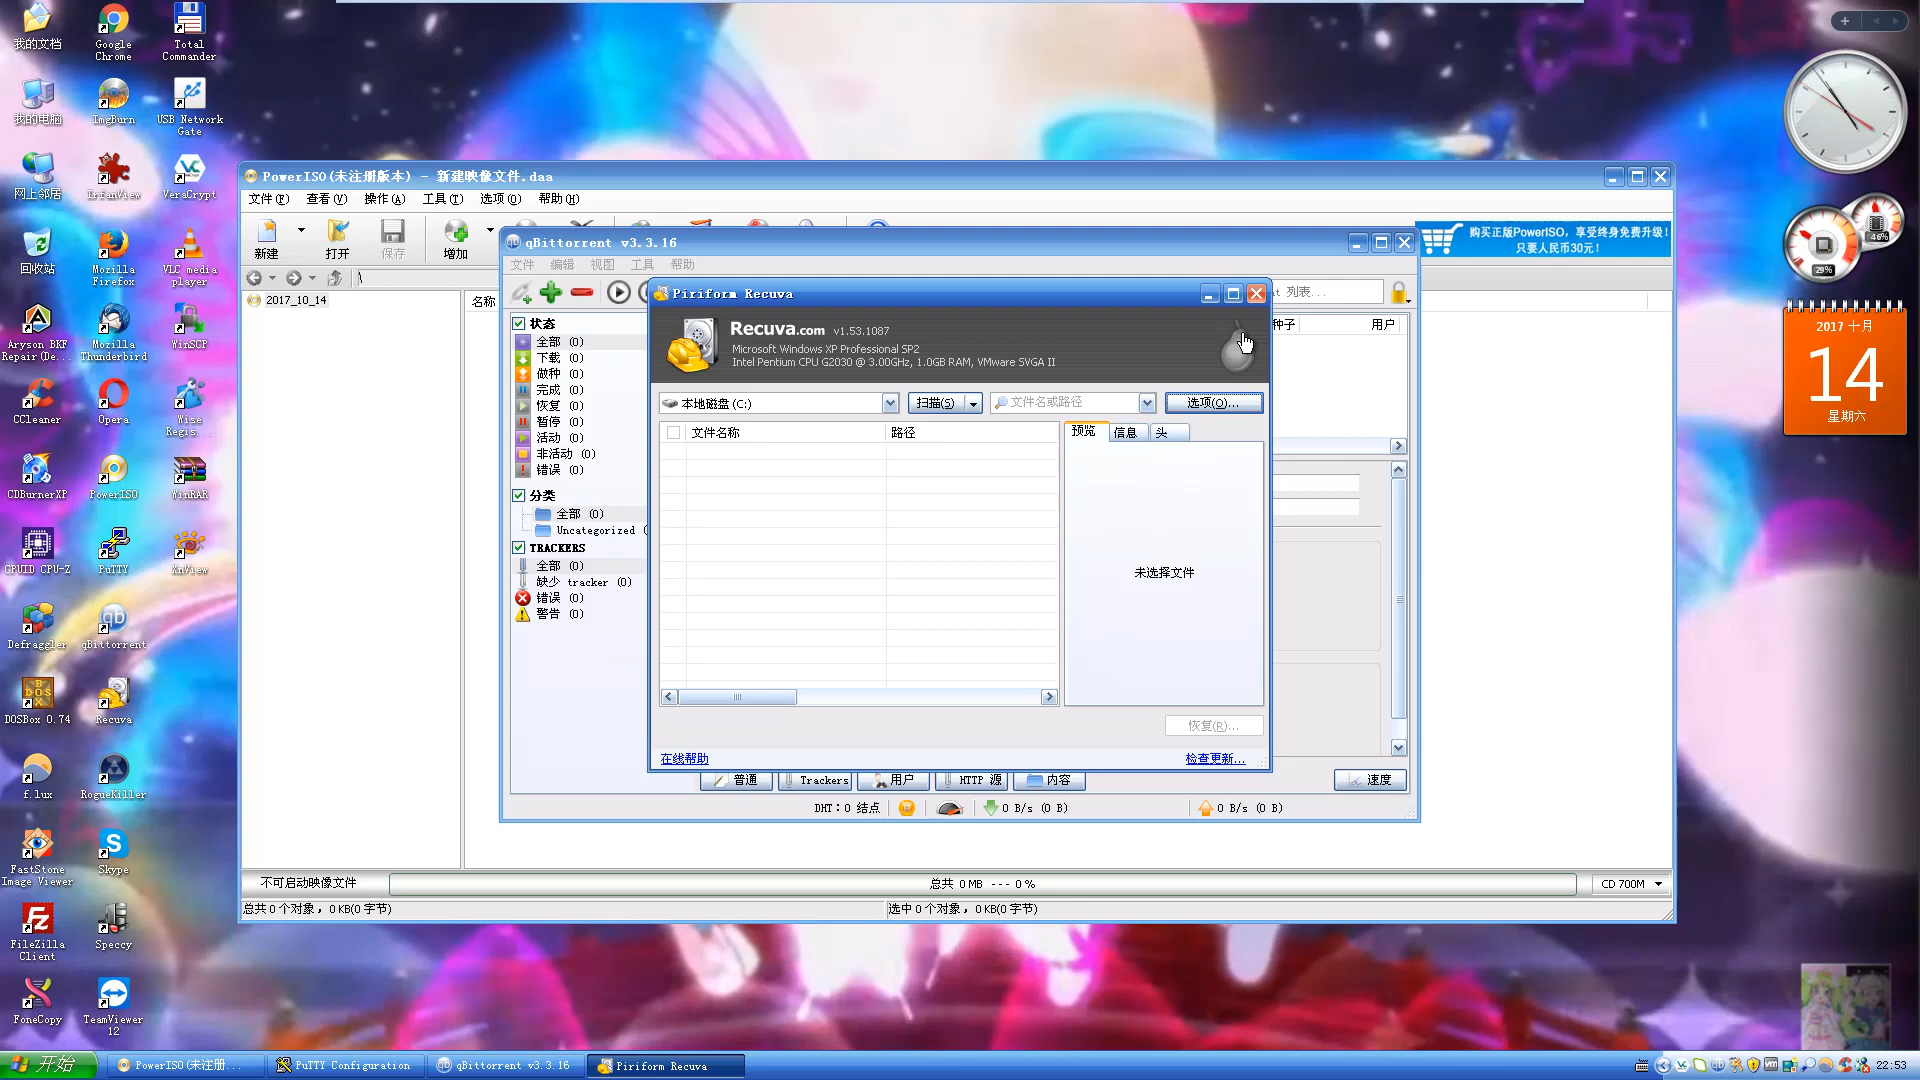 我的文档
Google Chrome
Total Commander
我的电脑
ImgBurn
USB Network Gate
网上邻居
IrfanView
VeraCrypt
回收站
Mozilla Firefox
VLC media player
Aryson BKF Repair (De...
Mozilla Thunderbird
WinSCP
CCleaner
Opera
Wise Regis...
CDBurnerXP
PowerISO
WinRAR
CPUID CPU-Z
PuTTY
XnView
Defraggler
qBittorrent
DOSBox 0.74
Recuva
f.lux
RogueKiller
FastStone Image Viewer
Skype
FileZilla Client
Speccy
FoneCopy
TeamViewer 12
PowerISO(未注册版本) - 新建映像文件.daa
文件(F) 查看(V) 操作(A) 工具(T) 选项(O) 帮助(H)
新建 打开 保存 增加
购买正版PowerISO,享受终身免费升级!
只要人民币30元!
\
2017_10_14
名称
不可启动映像文件
总共 0 MB --- 0 %
CD 700M
总共 0 个对象, 0 KB(0 字节)
选中 0 个对象, 0 KB(0 字节)
qBittorrent v3.3.16
文件 编辑 视图 工具 帮助
列表...
状态
全部 (0)
下载 (0)
做种 (0)
完成 (0)
恢复 (0)
暂停 (0)
活动 (0)
非活动 (0)
错误 (0)
分类
全部 (0)
Uncategorized
TRACKERS
全部 (0)
缺少 tracker (0)
错误 (0)
警告 (0)
种子 用户
普通 Trackers 用户 HTTP 源 内容 速度
DHT:0 结点 0 B/s (0 B) 0 B/s (0 B)
Piriform Recuva
Recuva.com v1.53.1087
Microsoft Windows XP Professional SP2
Intel Pentium CPU G2030 @ 3.00GHz, 1.0GB RAM, VMware SVGA II
本地磁盘 (C:) 扫描(S) 文件名或路径 选项(O)...
文件名称 路径
预览 信息 头
未选择文件
恢复(R)...
在线帮助 检查更新...
46%
29%
2017 十月
14
星期六
开始 PowerISO(未注册... PuTTY Configuration qBittorrent v3.3.16 Piriform Recuva 22:53